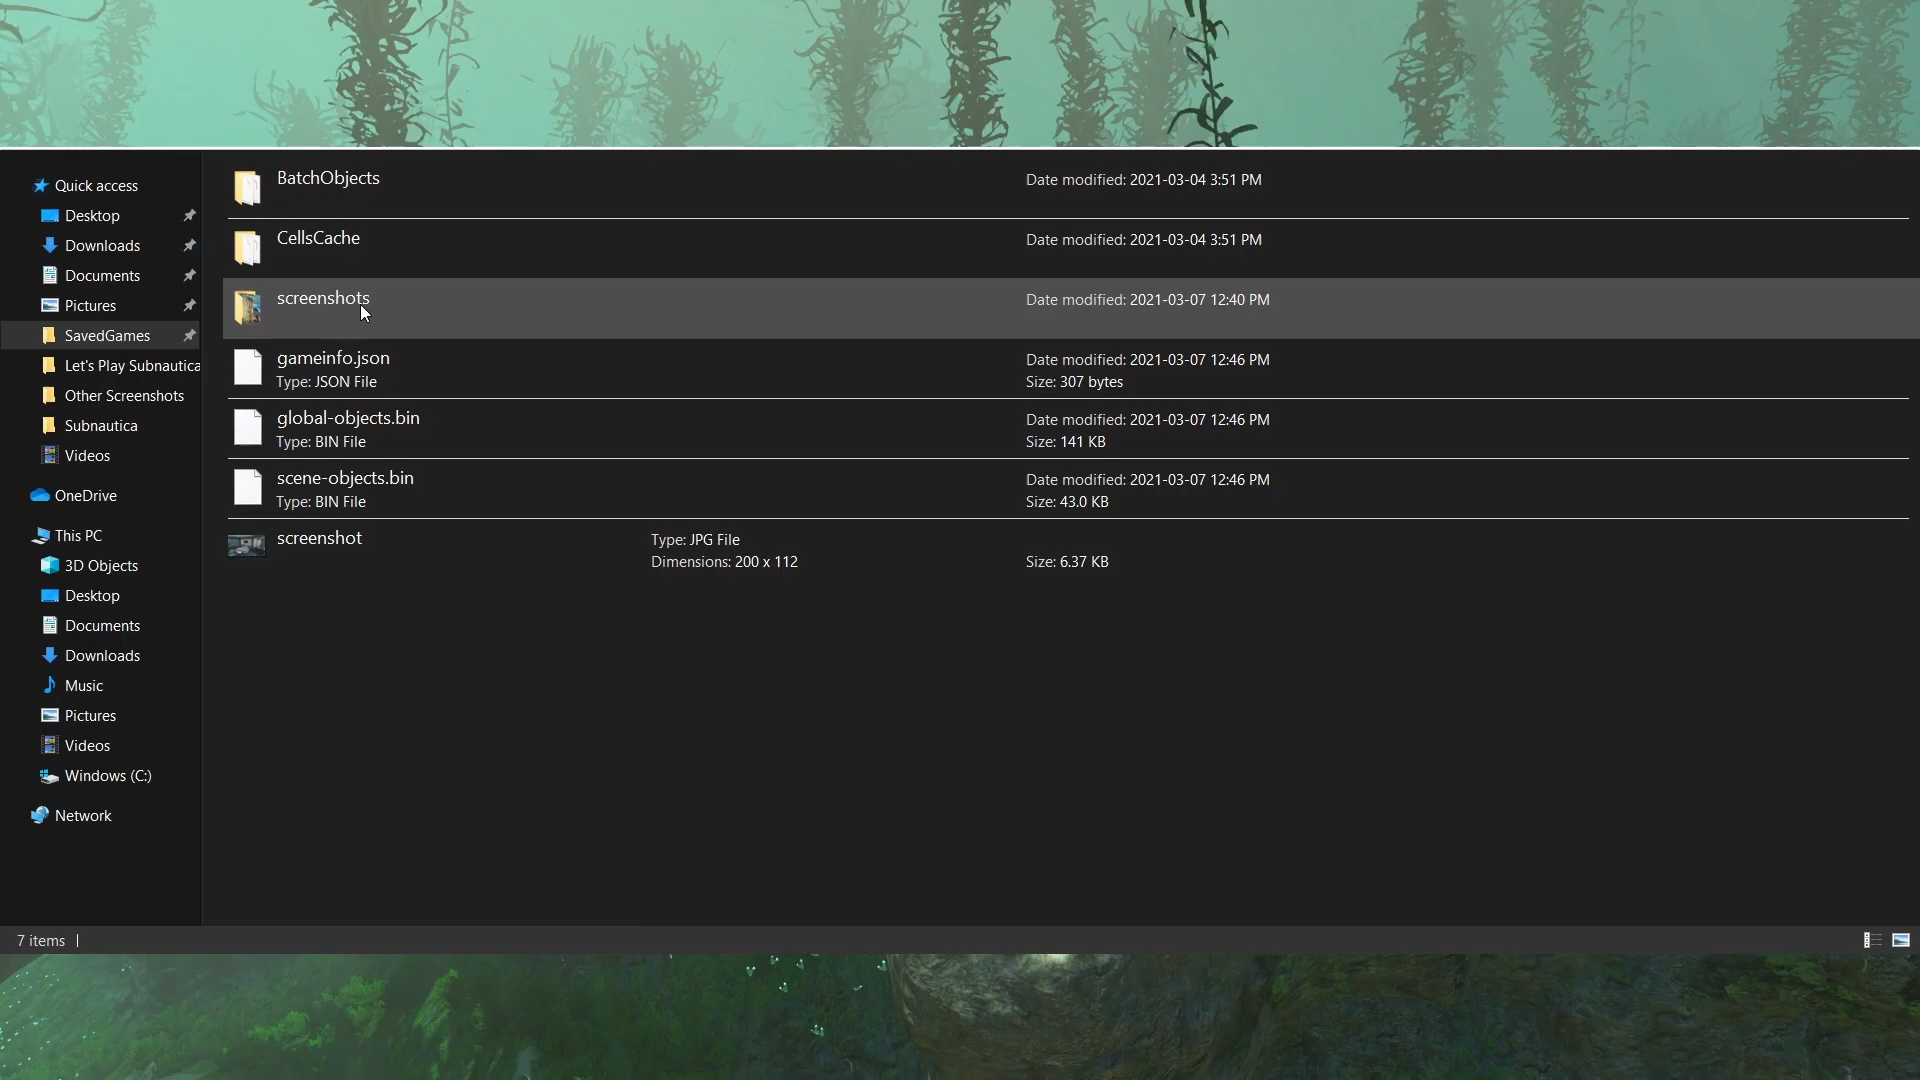 Quick access
Desktop
Downloads
Documents
Pictures
SavedGames
Let's Play Subnautica
Other Screenshots
Subnautica
Videos
OneDrive
This PC
3D Objects
Desktop
Documents
Downloads
Music
Pictures
Videos
Windows (C:)
Network
BatchObjects
Date modified: 2021-03-04 3:51 PM
CellsCache
Date modified: 2021-03-04 3:51 PM
screenshots
Date modified: 2021-03-07 12:40 PM
gameinfo.json
Type: JSON File
Date modified: 2021-03-07 12:46 PM
Size: 307 bytes
global-objects.bin
Type: BIN File
Date modified: 2021-03-07 12:46 PM
Size: 141 KB
scene-objects.bin
Type: BIN File
Date modified: 2021-03-07 12:46 PM
Size: 43.0 KB
screenshot
Type: JPG File
Dimensions: 200 x 112
Size: 6.37 KB
7 items